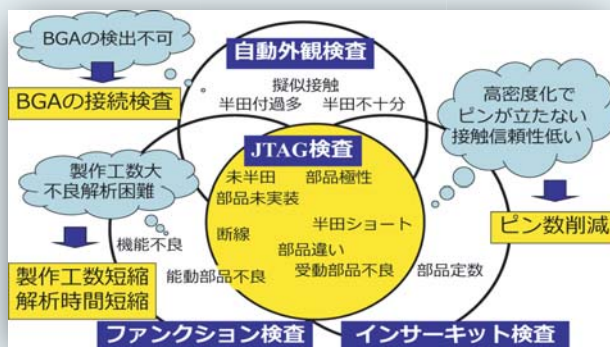 BGAの検出不可
自動外観検査
BGAの接続検査
擬似接触
半田付過多 半田不十分
高密度化で
ピンが立たない
接触信頼性低い
JTAG検査
製作工数大
不良解析困難
未半田 部品極性
部品未実装
半田ショート
断線
ピン数削減
機能不良
部品違い
製作工数短縮
解析時間短縮
能動部品不良 受動部品不良 部品定数
ファンクション検査
インサーキット検査